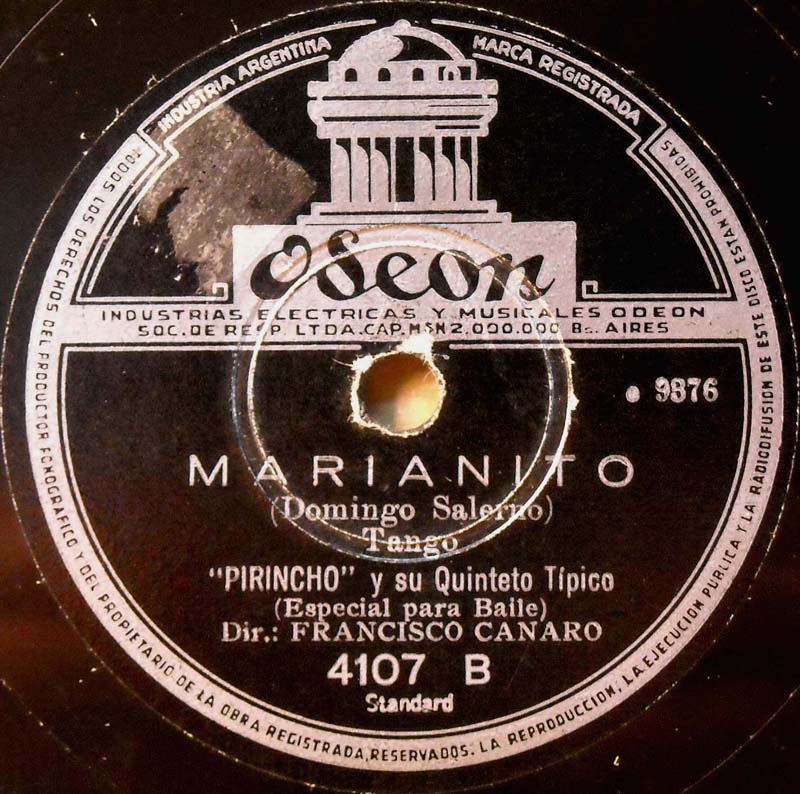 INDUSTRIA ARGENTINA
MARCA REGISTRADA
Odeon
INDUSTRIAS ELECTRICAS Y MUSICALES ODEON
SOC. DE RESP. LTDA. CAP. M$N 2.000.000 Bs. AIRES
9876
MARIANITO
(Domingo Salerno)
Tango
"PIRINCHO" y su Quinteto Típico
(Especial para Baile)
Dir.: FRANCISCO CANARO
4107 B
Standard
TODOS LOS DERECHOS DEL PRODUCTOR FONOGRAFICO Y DEL PROPIETARIO DE LA OBRA REGISTRADA, RESERVADOS. LA REPRODUCCION, LA EJECUCION PUBLICA Y LA RADIODIFUSION DE ESTE DISCO ESTAN PROHIBIDAS